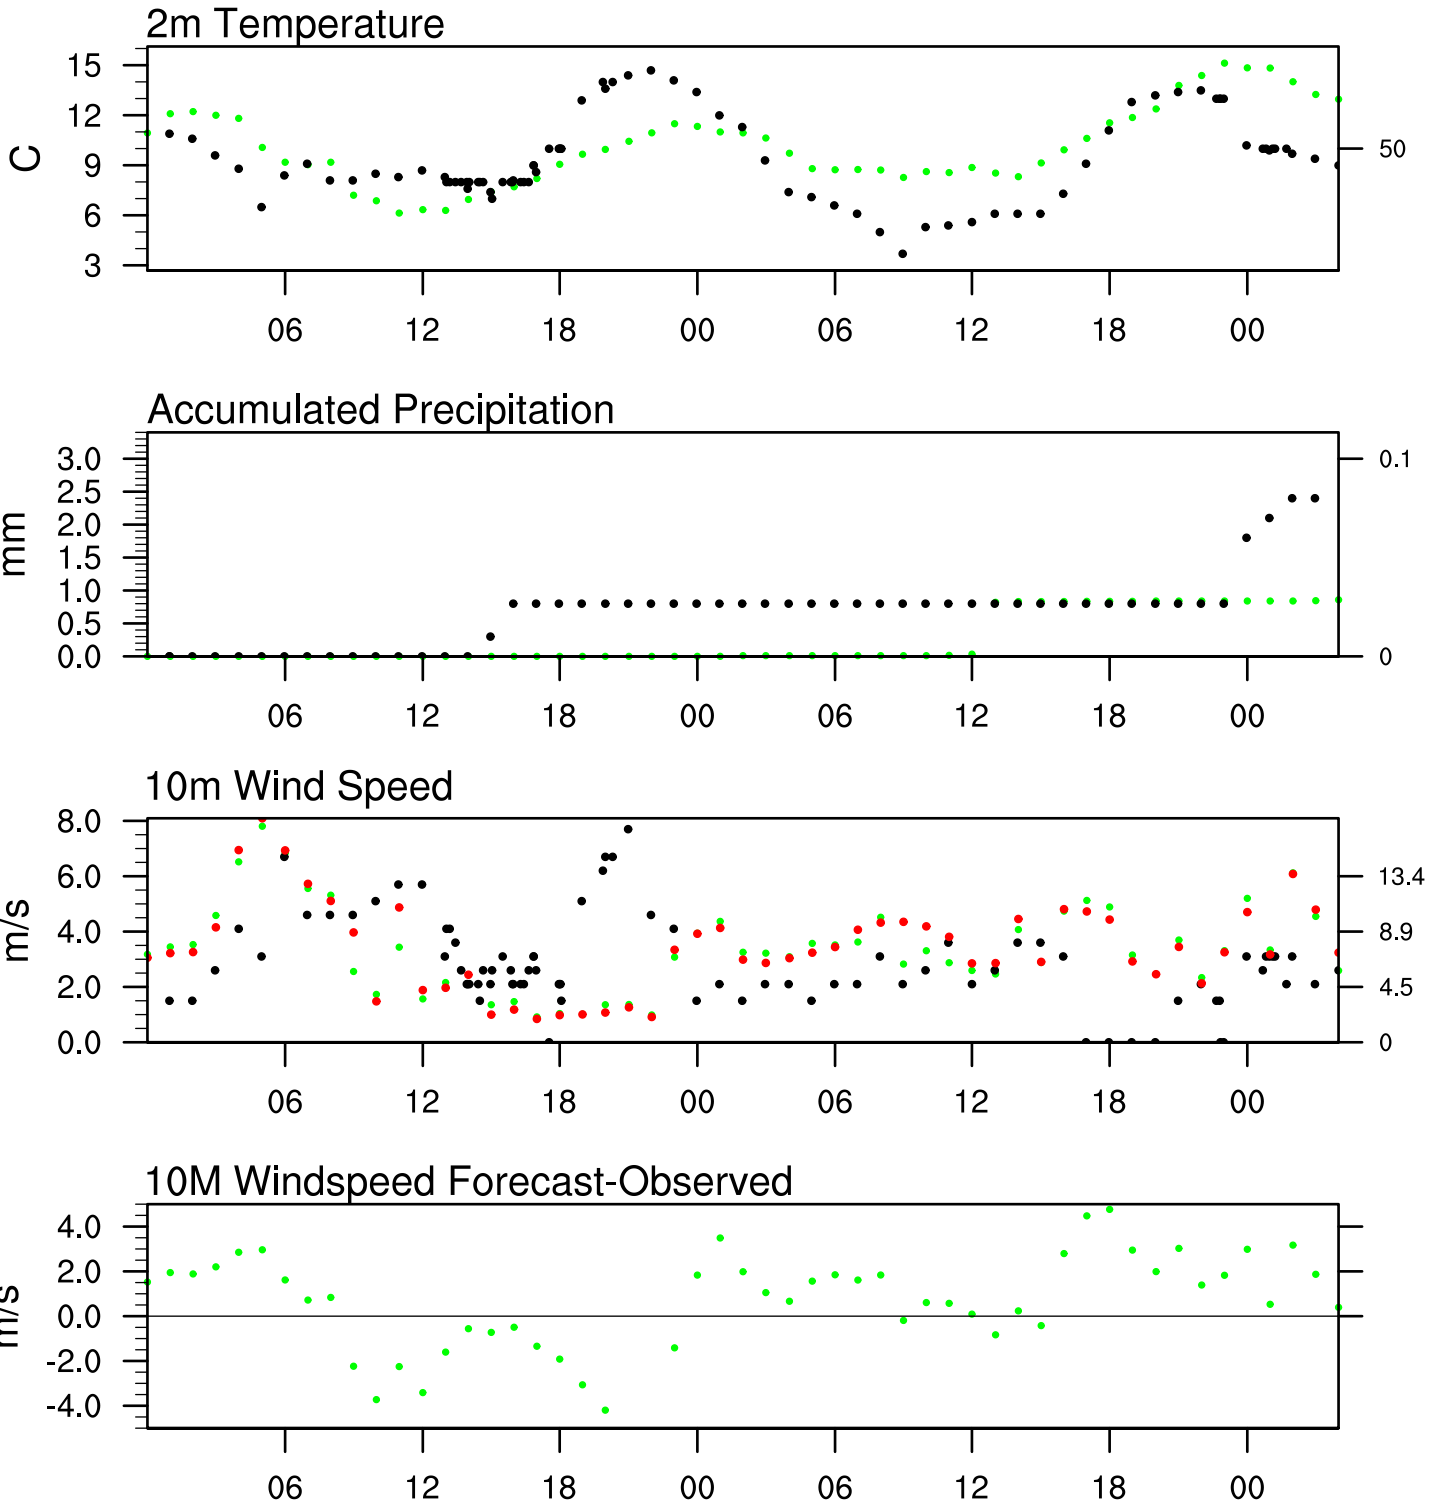 2m Temperature
15
12
9
6
3
C
50
06 12 18 00 06 12 18 00
Accumulated Precipitation
3.0
2.5
2.0
1.5
1.0
0.5
0.0
mm
0.1
0
06 12 18 00 06 12 18 00
10m Wind Speed
8.0
6.0
4.0
2.0
0.0
m/s
13.4
8.9
4.5
0
06 12 18 00 06 12 18 00
10M Windspeed Forecast-Observed
4.0
2.0
0.0
-2.0
-4.0
m/s
06 12 18 00 06 12 18 00